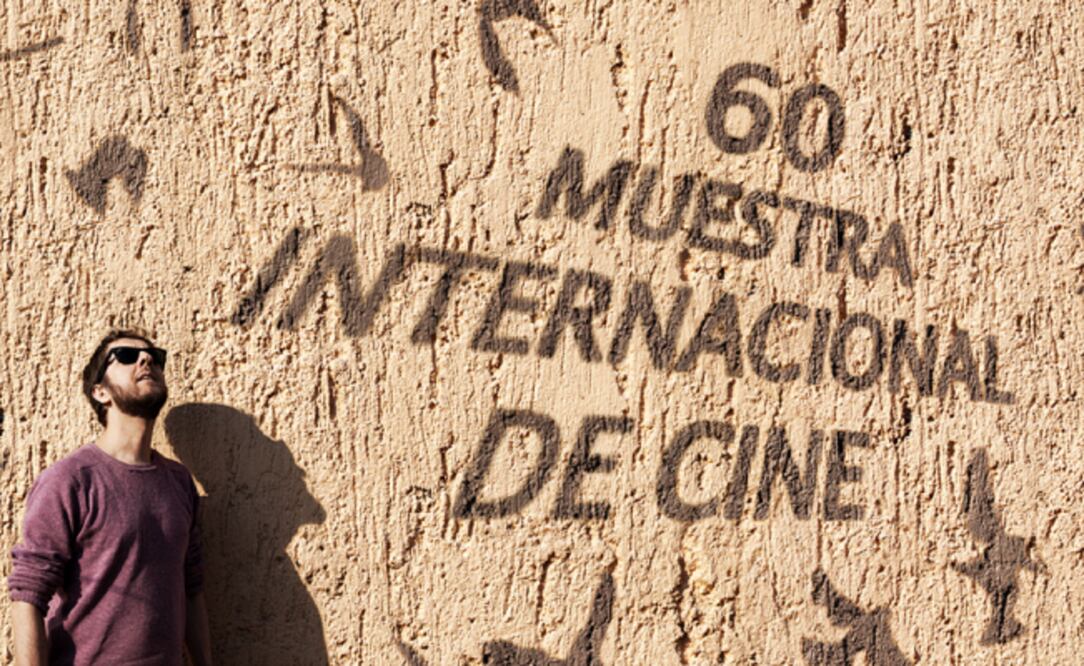 60
MUESTRA
INTERNACIONAL
DE CINE